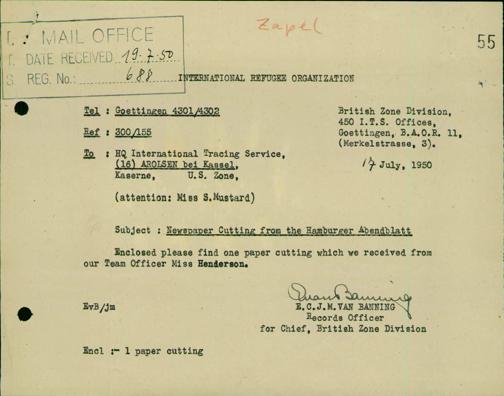 Zapel
55
I. : MAIL OFFICE
T. DATE RECEIVED 19.7.50
S. REG. No.: 688
INTERNATIONAL REFUGEE ORGANIZATION
Tel : Goettingen 4301/4302
British Zone Division,
450 I.T.S. Offices,
Goettingen, B.A.O.R. 11,
(Merkelstrasse, 3).
Ref : 300/155
To : HQ International Tracing Service,
(16) AROLSEN bei Kassel,
Kaserne, U.S. Zone,
17 July, 1950
(attention: Miss S.Mustard)
Subject : Newspaper Cutting from the Hamburger Abendblatt
Enclosed please find one paper cutting which we received from
our Team Officer Miss Henderson.
EvB/jm
E.C.J.M.VAN BANNING
Records Officer
for Chief, British Zone Division
Encl :- 1 paper cutting